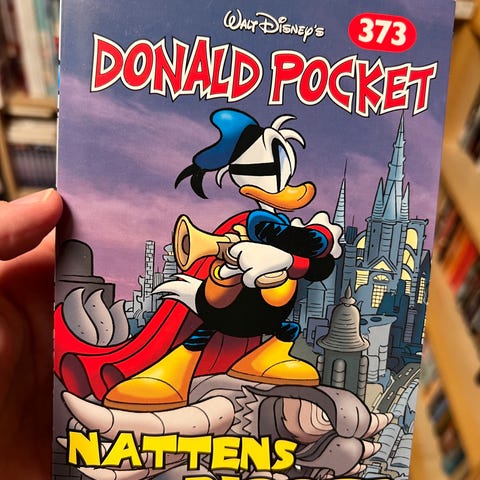 WALT DISNEY'S
373
DONALD POCKET
NATTENS